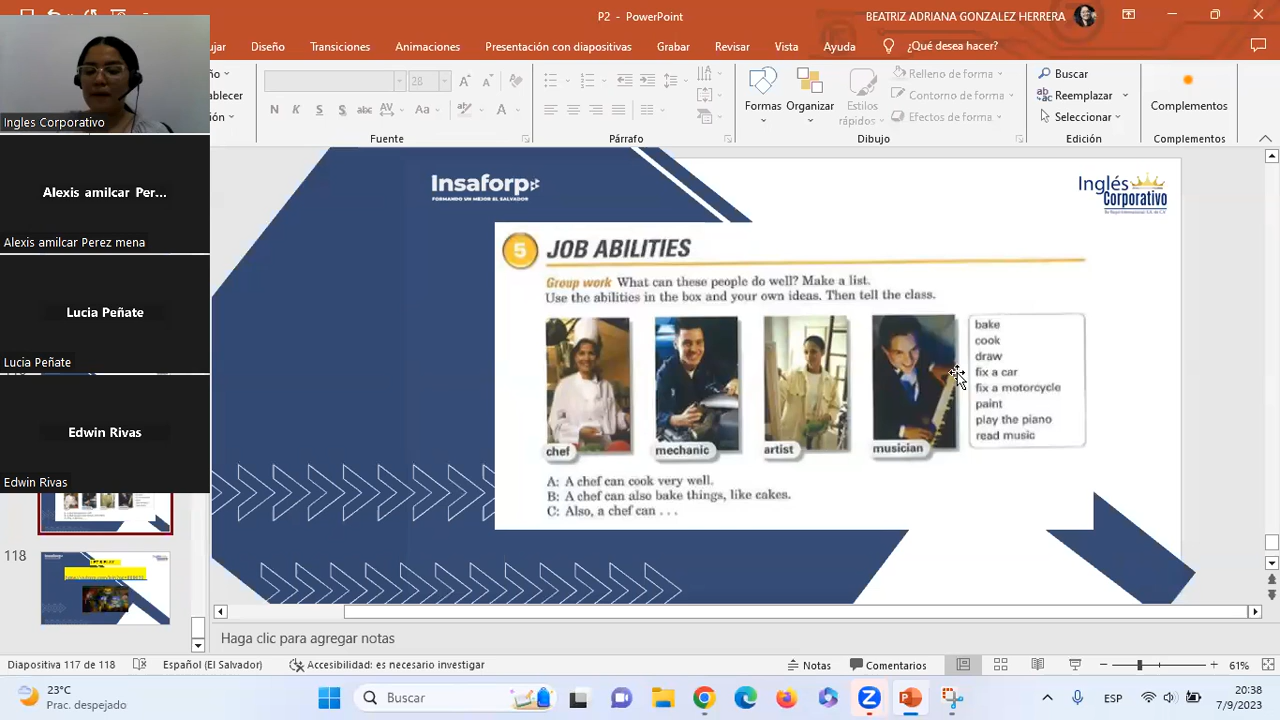 P2 - PowerPoint
BEATRIZ ADRIANA GONZALEZ HERRERA
Diseño Transiciones Animaciones Presentación con diapositivas Grabar Revisar Vista Ayuda ¿Qué desea hacer?
28
N K S S abc AV Aa A
Fuente
Párrafo
Formas Organizar Estilos rápidos
Relleno de forma
Contorno de forma
Efectos de forma
Dibujo
Buscar
Reemplazar
Seleccionar
Edición
Complementos
Complementos
Ingles Corporativo
Alexis amilcar Per...
Alexis amilcar Perez mena
Lucia Peñate
Lucia Peñate
Edwin Rivas
Edwin Rivas
118
Insaforp
FORMANDO UN MEJOR EL SALVADOR
Inglés
Corporativo
5 JOB ABILITIES
Group work What can these people do well? Make a list.
Use the abilities in the box and your own ideas. Then tell the class.
chef
mechanic
artist
musician
bake
cook
draw
fix a car
fix a motorcycle
paint
play the piano
read music
A: A chef can cook very well.
B: A chef can also bake things, like cakes.
C: Also, a chef can . . .
Haga clic para agregar notas
Diapositiva 117 de 118 Español (El Salvador) Accesibilidad: es necesario investigar Notas Comentarios 61%
23°C
Prac. despejado
Buscar
ESP
20:38
7/9/2023